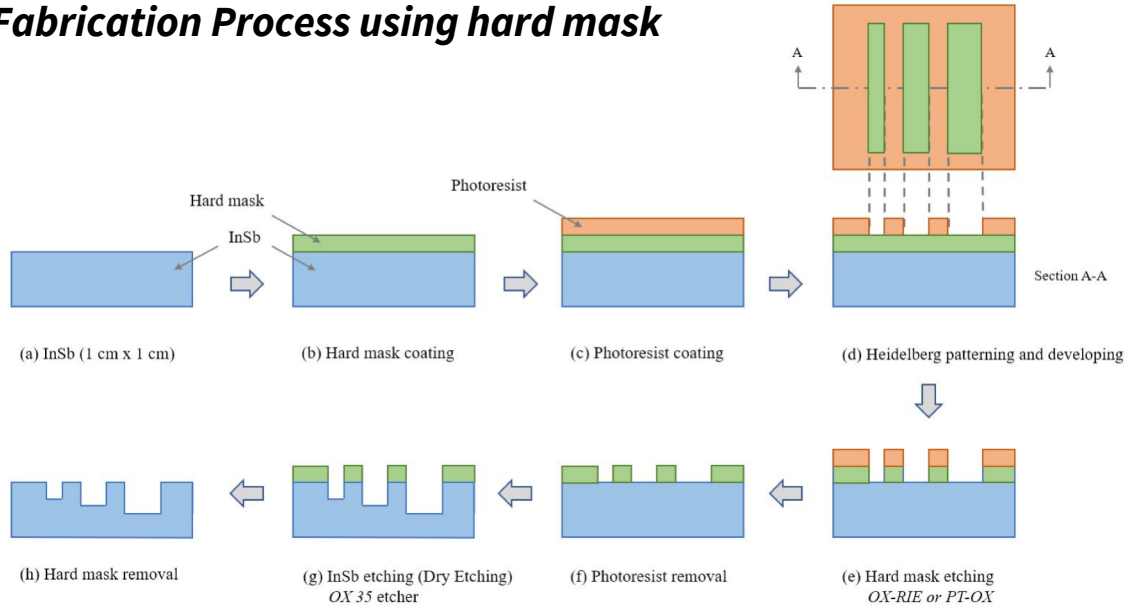 Fabrication Process using hard mask
A
A
Photoresist
Hard mask
InSb
Section A-A
(a) InSb (1 cm x 1 cm)
(b) Hard mask coating
(c) Photoresist coating
(d) Heidelberg patterning and developing
(h) Hard mask removal
(g) InSb etching (Dry Etching)
OX 35 etcher
(f) Photoresist removal
(e) Hard mask etching
OX-RIE or PT-OX